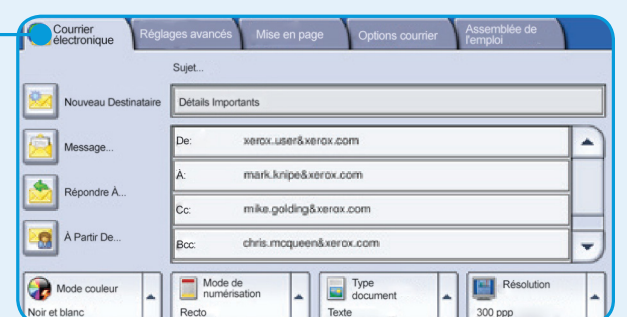 Courrier
électronique
Réglages avancés
Mise en page
Options courrier
Assemblée de
l'emploi
Sujet...
Nouveau Destinataire
Détails Importants
Message...
De: xerox.user&xerox.com
À: mark.knipe&xerox.com
Répondre À...
Cc: mike.golding&xerox.com
À Partir De...
Bcc: chris.mcqueen&xerox.com
Mode couleur
Noir et blanc
Mode de
numérisation
Recto
Type
document
Texte
Résolution
300 ppp